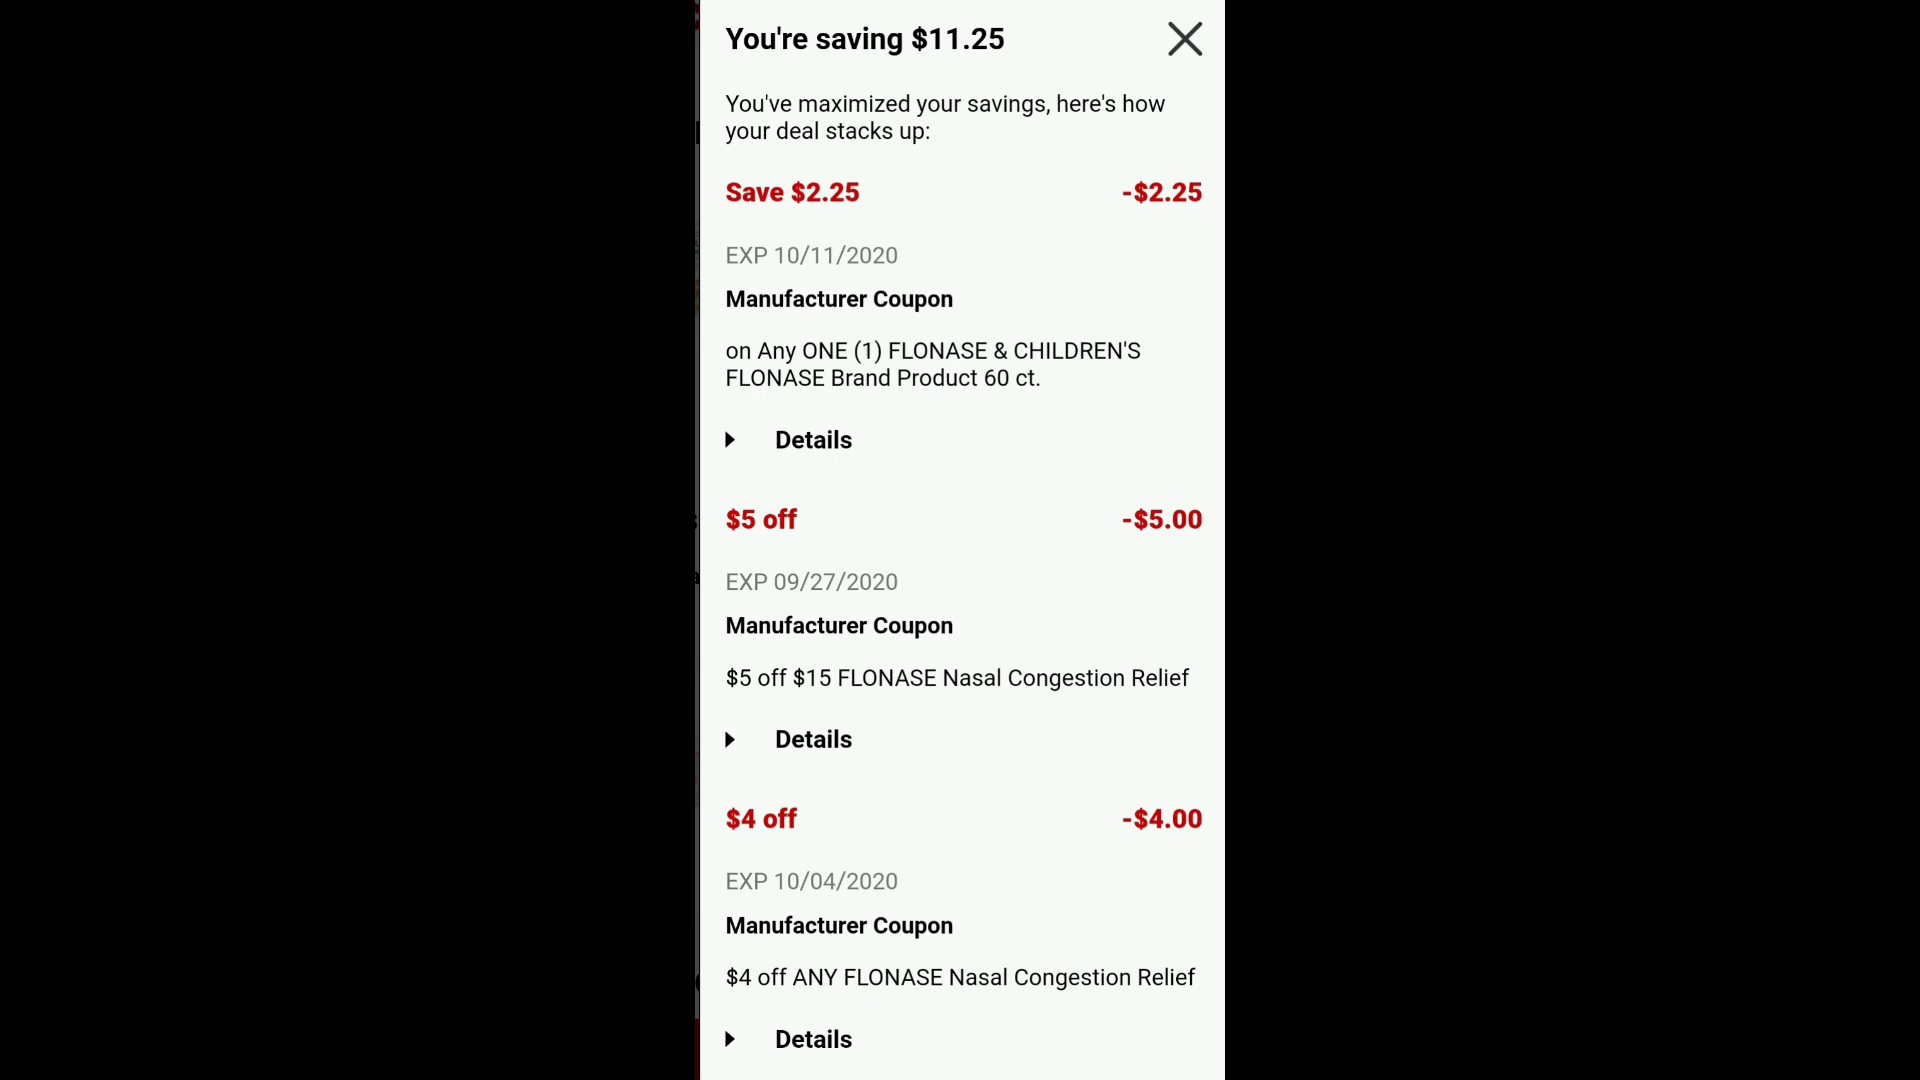 You're saving $11.25
You've maximized your savings, here's how
your deal stacks up:
Save $2.25 -$2.25
EXP 10/11/2020
Manufacturer Coupon
on Any ONE (1) FLONASE & CHILDREN'S
FLONASE Brand Product 60 ct.
Details
$5 off -$5.00
EXP 09/27/2020
Manufacturer Coupon
$5 off $15 FLONASE Nasal Congestion Relief
Details
$4 off -$4.00
EXP 10/04/2020
Manufacturer Coupon
$4 off ANY FLONASE Nasal Congestion Relief
Details